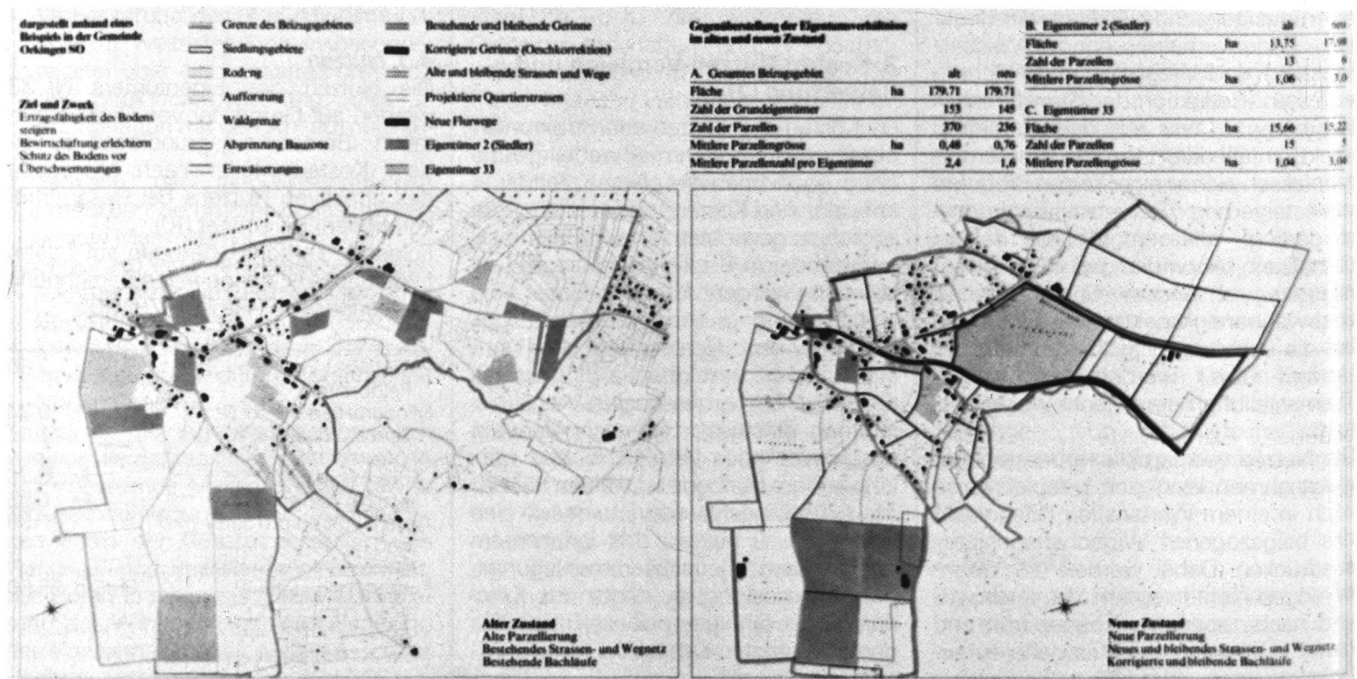 dargestellt anhand eines
Beispiels in der Gemeinde
Oekingen SO
Ziel und Zweck
Ertragsfähigkeit des Bodens
steigern
Bewirtschaftung erleichtern
Schutz des Bodens vor
Überschwemmungen
Grenze des Beizugsgebietes
Siedlungsgebiete
Rodung
Aufforstung
Waldgrenze
Abgrenzung Bauzone
Entwässerungen
Bestehende und bleibende Gerinne
Korrigierte Gerinne (Oeschkorrektion)
Alte und bleibende Strassen und Wege
Projektierte Quartierstrassen
Neue Flurwege
Eigentümer 2 (Siedler)
Eigentümer 33
Alter Zustand
Alte Parzellierung
Bestehendes Strassen- und Wegnetz
Bestehende Bachläufe
Gegenüberstellung der Eigentumsverhältnisse
im alten und neuen Zustand
A. Gesamtes Beizugsgebiet alt neu
Fläche ha 179.71 179.71
Zahl der Grundeigentümer 153 145
Zahl der Parzellen 370 236
Mittlere Parzellengrösse ha 0,48 0,76
Mittlere Parzellenzahl pro Eigentümer 2,4 1,6
B. Eigentümer 2 (Siedler) neu
Fläche ha 13,75 17,98
Zahl der Parzellen 13 6
Mittlere Parzellengrösse ha 1,06 3,0
C. Eigentümer 33
Fläche ha 15,66 15,22
Zahl der Parzellen 15
Mittlere Parzellengrösse ha 1,04
Neuer Zustand
Neue Parzellierung
Neues und bleibendes Strassen- und Wegnetz
Korrigierte und bleibende Bachläufe